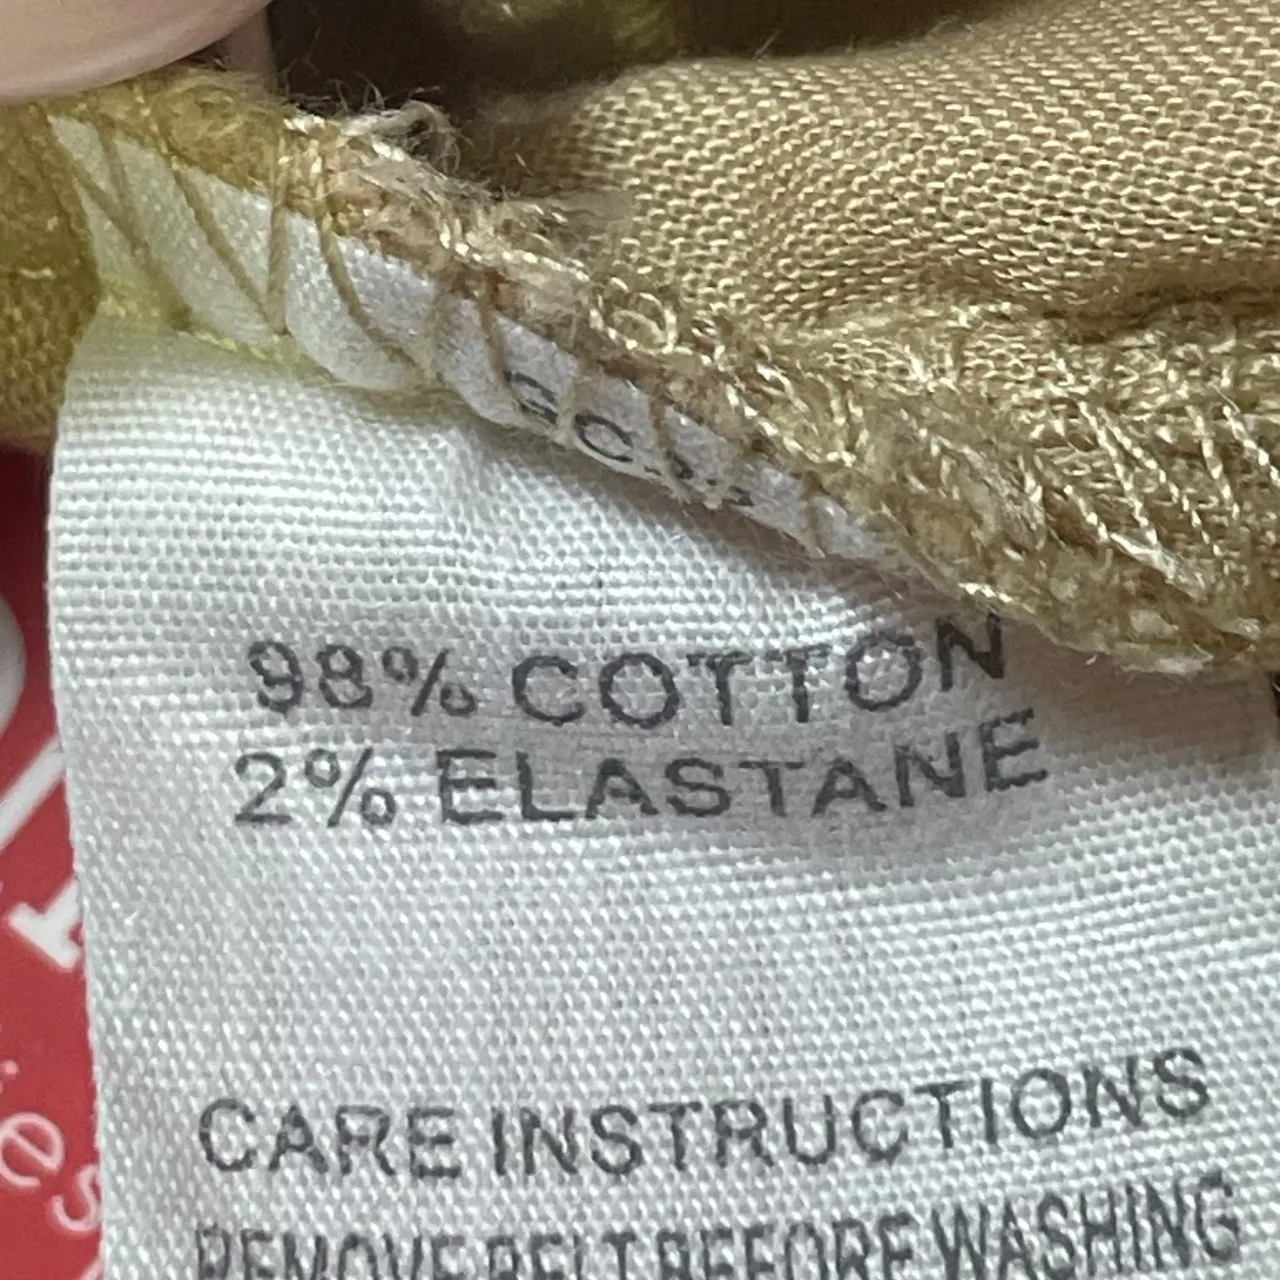 98% COTTON
2% ELASTANE
CARE INSTRUCTIONS
REMOVE BELT BEFORE WASHING